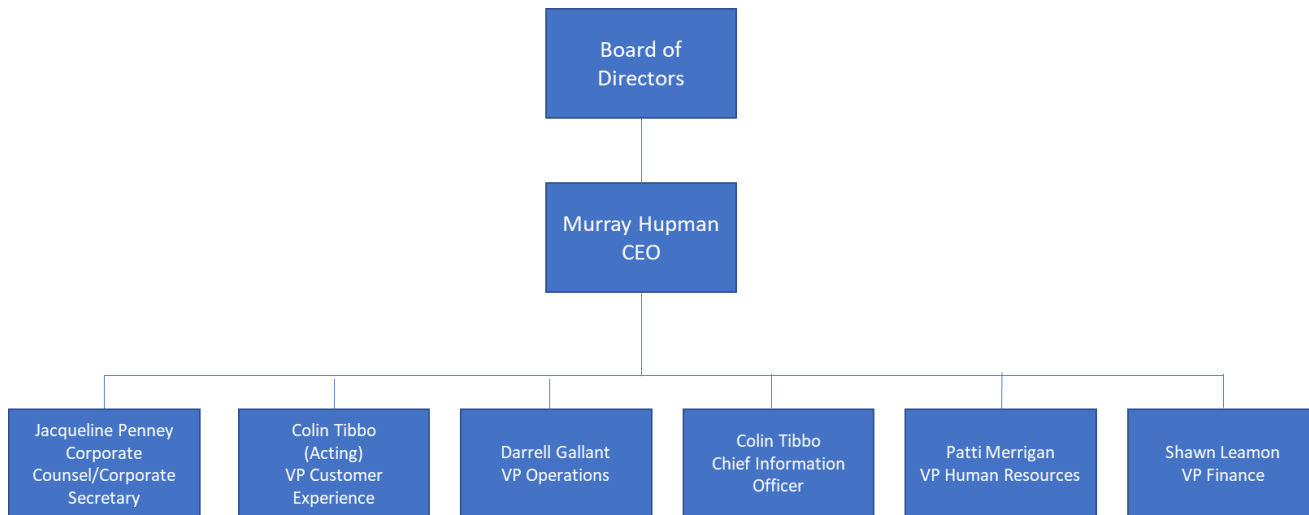 Board of
Directors
Murray Hupman
CEO
Jacqueline Penney
Corporate
Counsel/Corporate
Secretary
Colin Tibbo
(Acting)
VP Customer
Experience
Darrell Gallant
VP Operations
Colin Tibbo
Chief Information
Officer
Patti Merrigan
VP Human Resources
Shawn Leamon
VP Finance